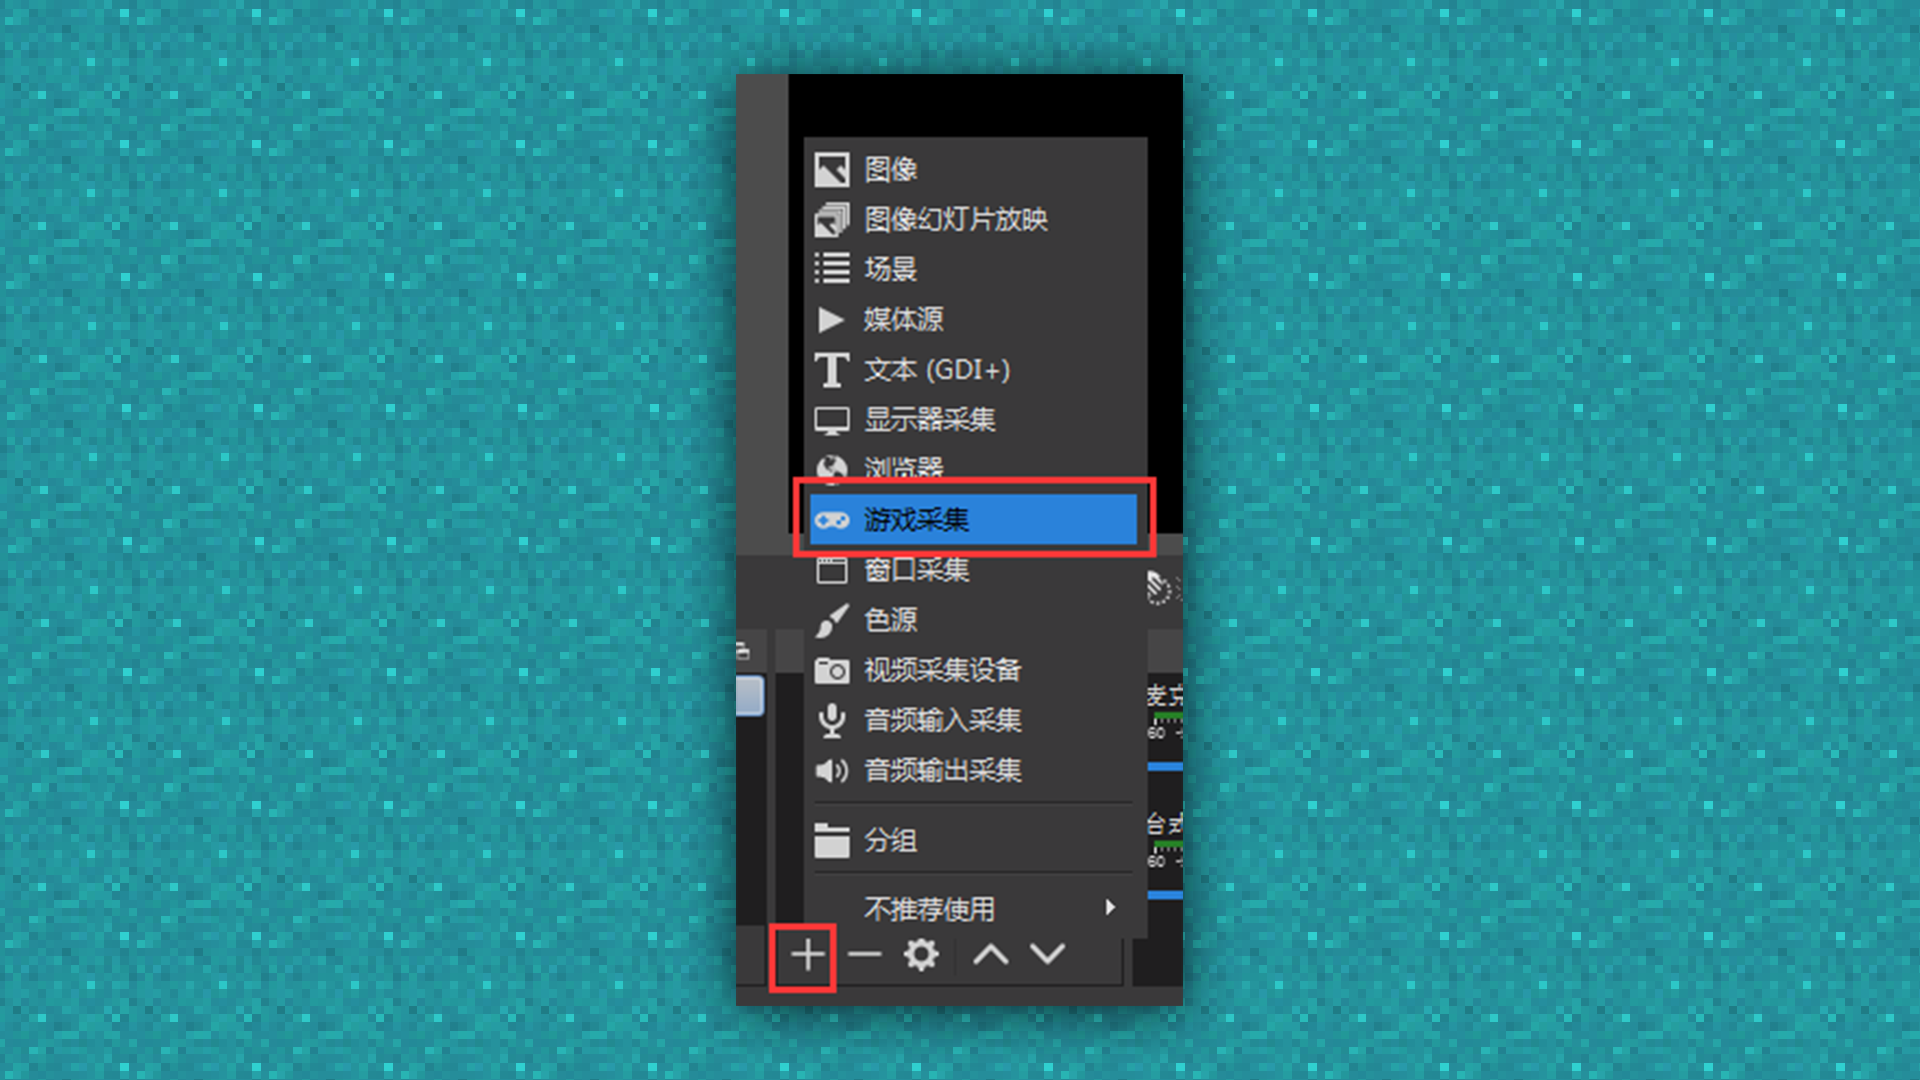 图像
图像幻灯片放映
场景
媒体源
文本 (GDI+)
显示器采集
浏览器
游戏采集
窗口采集
色源
视频采集设备
音频输入采集
音频输出采集
分组
不推荐使用
麦克
60
台式
60